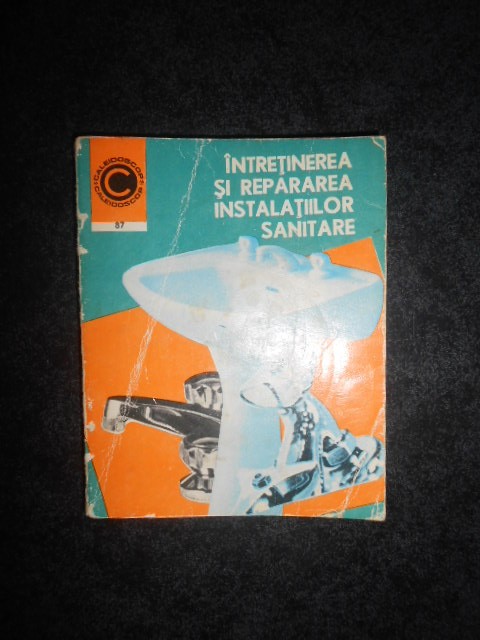 CALEIDOSCOP
CALEIDOSCOP
C
87
ÎNTREȚINEREA
ȘI REPARAREA
INSTALAȚIILOR
SANITARE